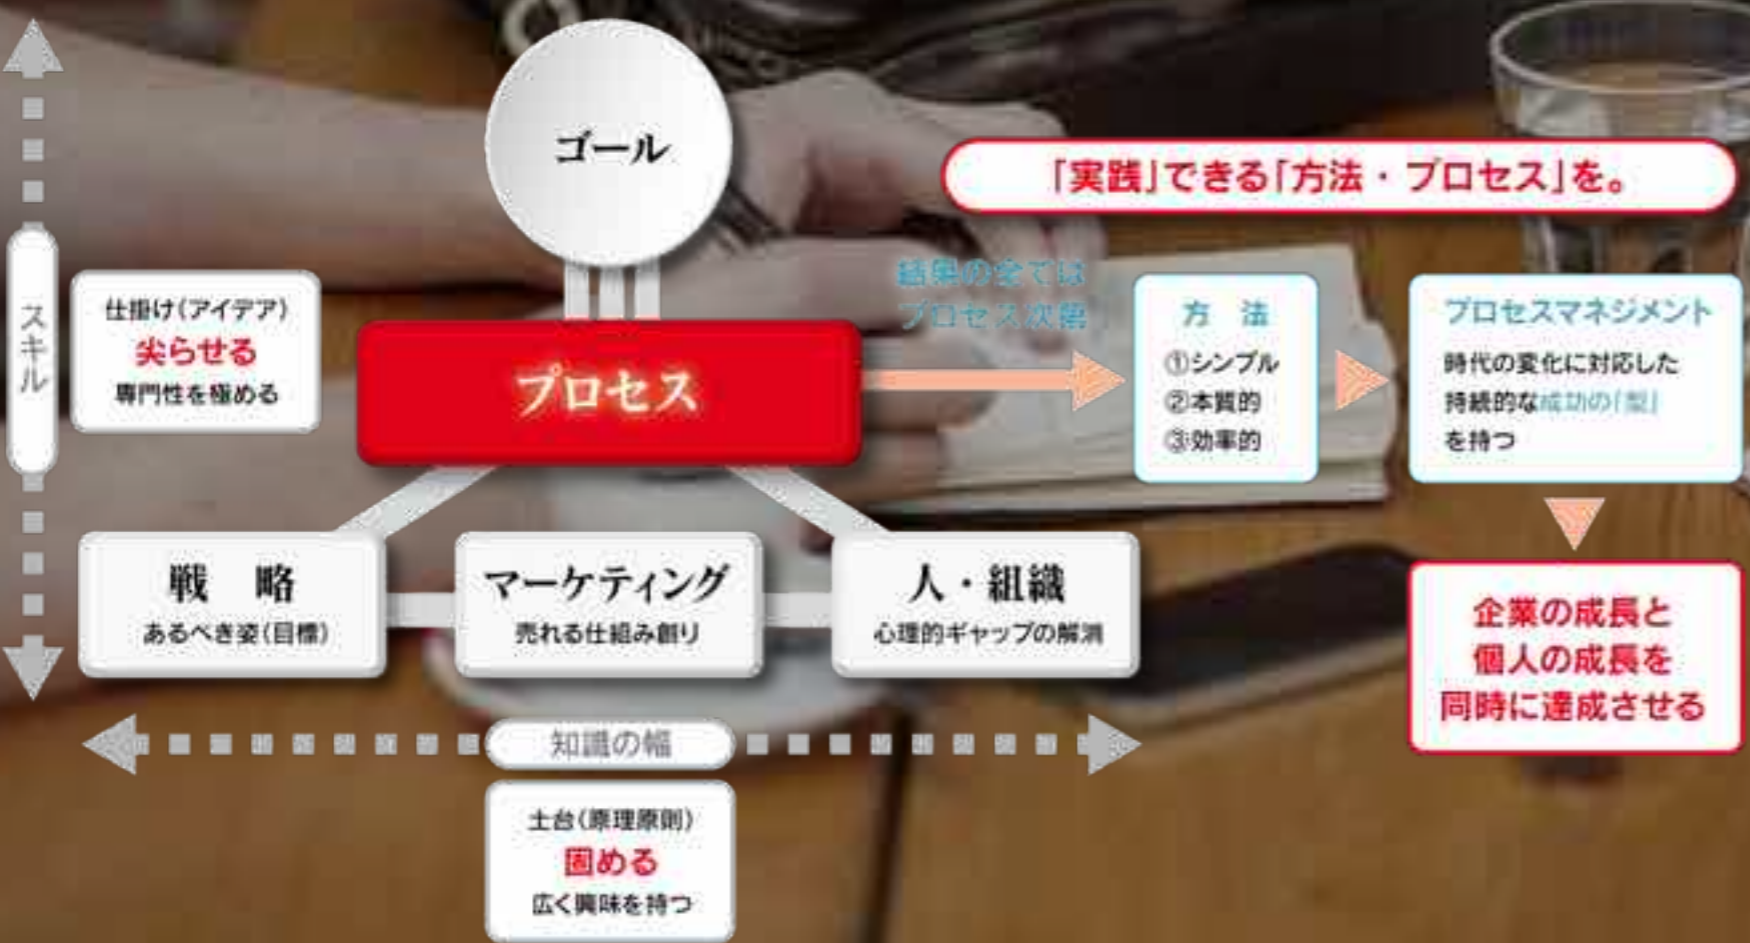 ゴール
「実践」できる「方法・プロセス」を。
スキル
仕掛け(アイデア)
尖らせる
専門性を極める
プロセス
結果の全ては
プロセス次第
方 法
①シンプル
②本質的
③効率的
プロセスマネジメント
時代の変化に対応した
持続的な成功の「型」
を持つ
戦 略
あるべき姿(目標)
マーケティング
売れる仕組み創り
人・組織
心理的ギャップの解消
企業の成長と
個人の成長を
同時に達成させる
知識の幅
土台(原理原則)
固める
広く興味を持つ